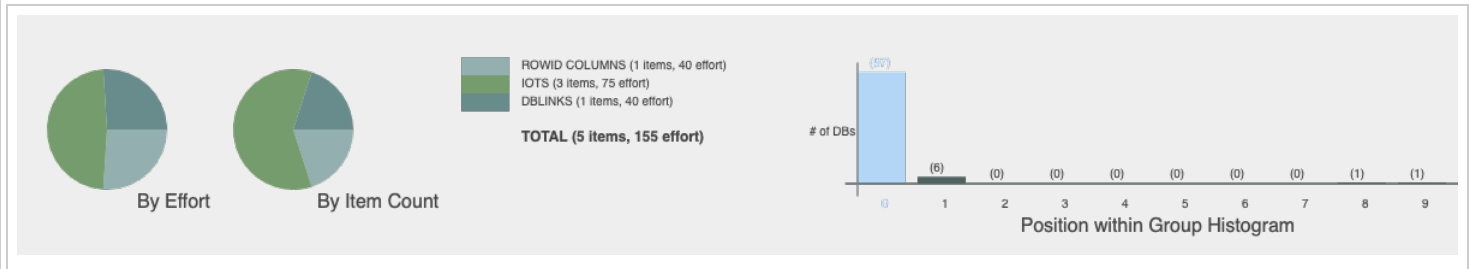 ROWID COLUMNS (1 items, 40 effort)
IOTS (3 items, 75 effort)
DBLINKS (1 items, 40 effort)
TOTAL (5 items, 155 effort)
By Effort
By Item Count
# of DBs
(97)
(6)
(0)
(0)
(0)
(0)
(0)
(0)
(1)
(1)
1
2
3
4
5
6
7
8
9
Position within Group Histogram